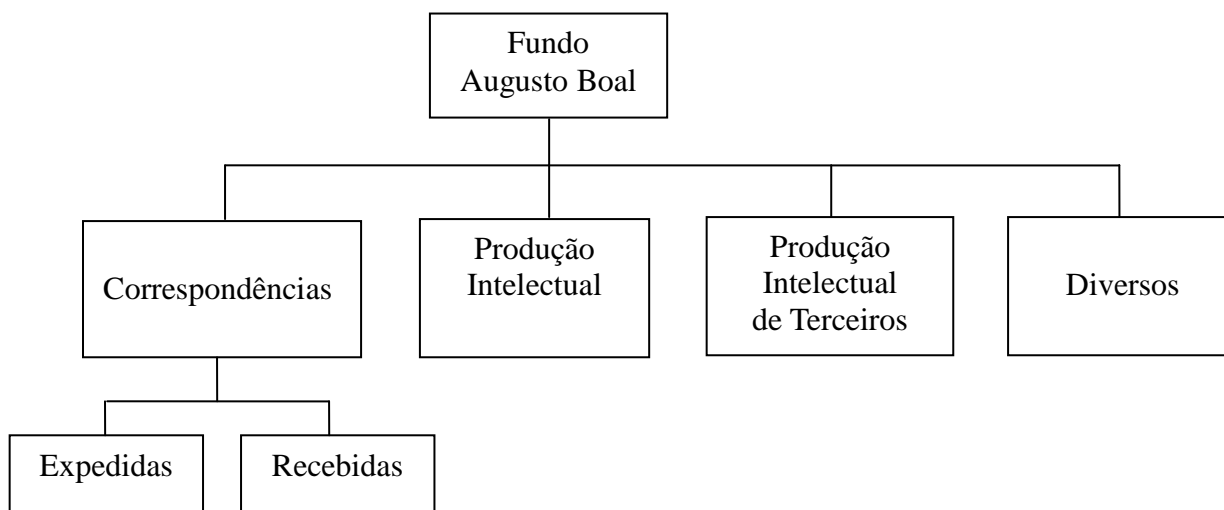 Fundo
Augusto Boal
Correspondências
Produção
Intelectual
Produção
Intelectual
de Terceiros
Diversos
Expedidas
Recebidas